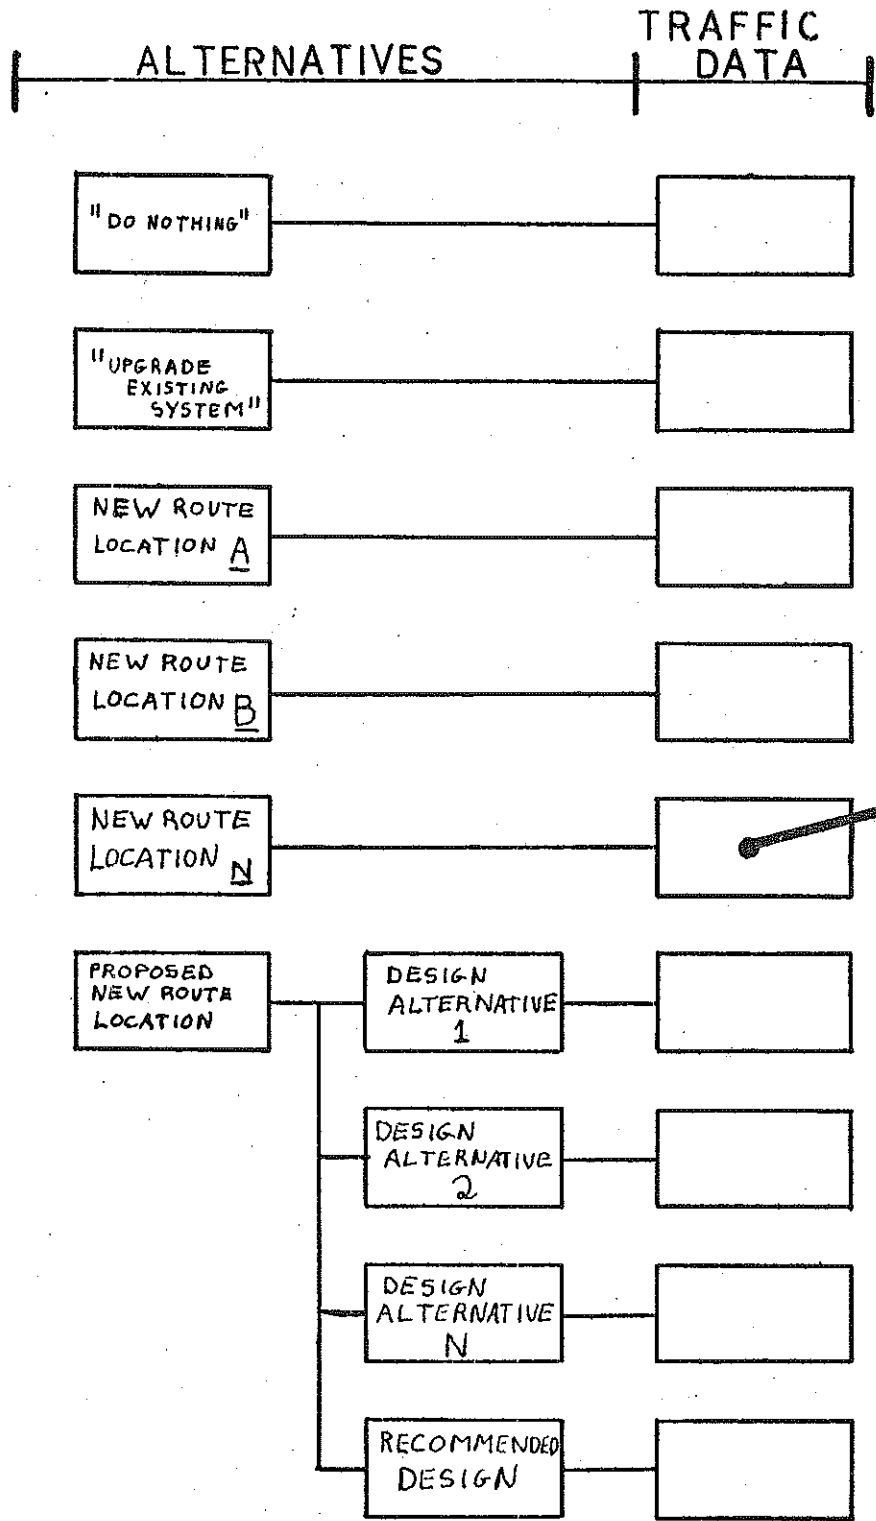 ALTERNATIVES
TRAFFIC
DATA
"DO NOTHING"
"UPGRADE
EXISTING
SYSTEM"
NEW ROUTE
LOCATION A
NEW ROUTE
LOCATION B
NEW ROUTE
LOCATION N
PROPOSED
NEW ROUTE
LOCATION
DESIGN
ALTERNATIVE
1
DESIGN
ALTERNATIVE
2
DESIGN
ALTERNATIVE
N
RECOMMENDED
DESIGN